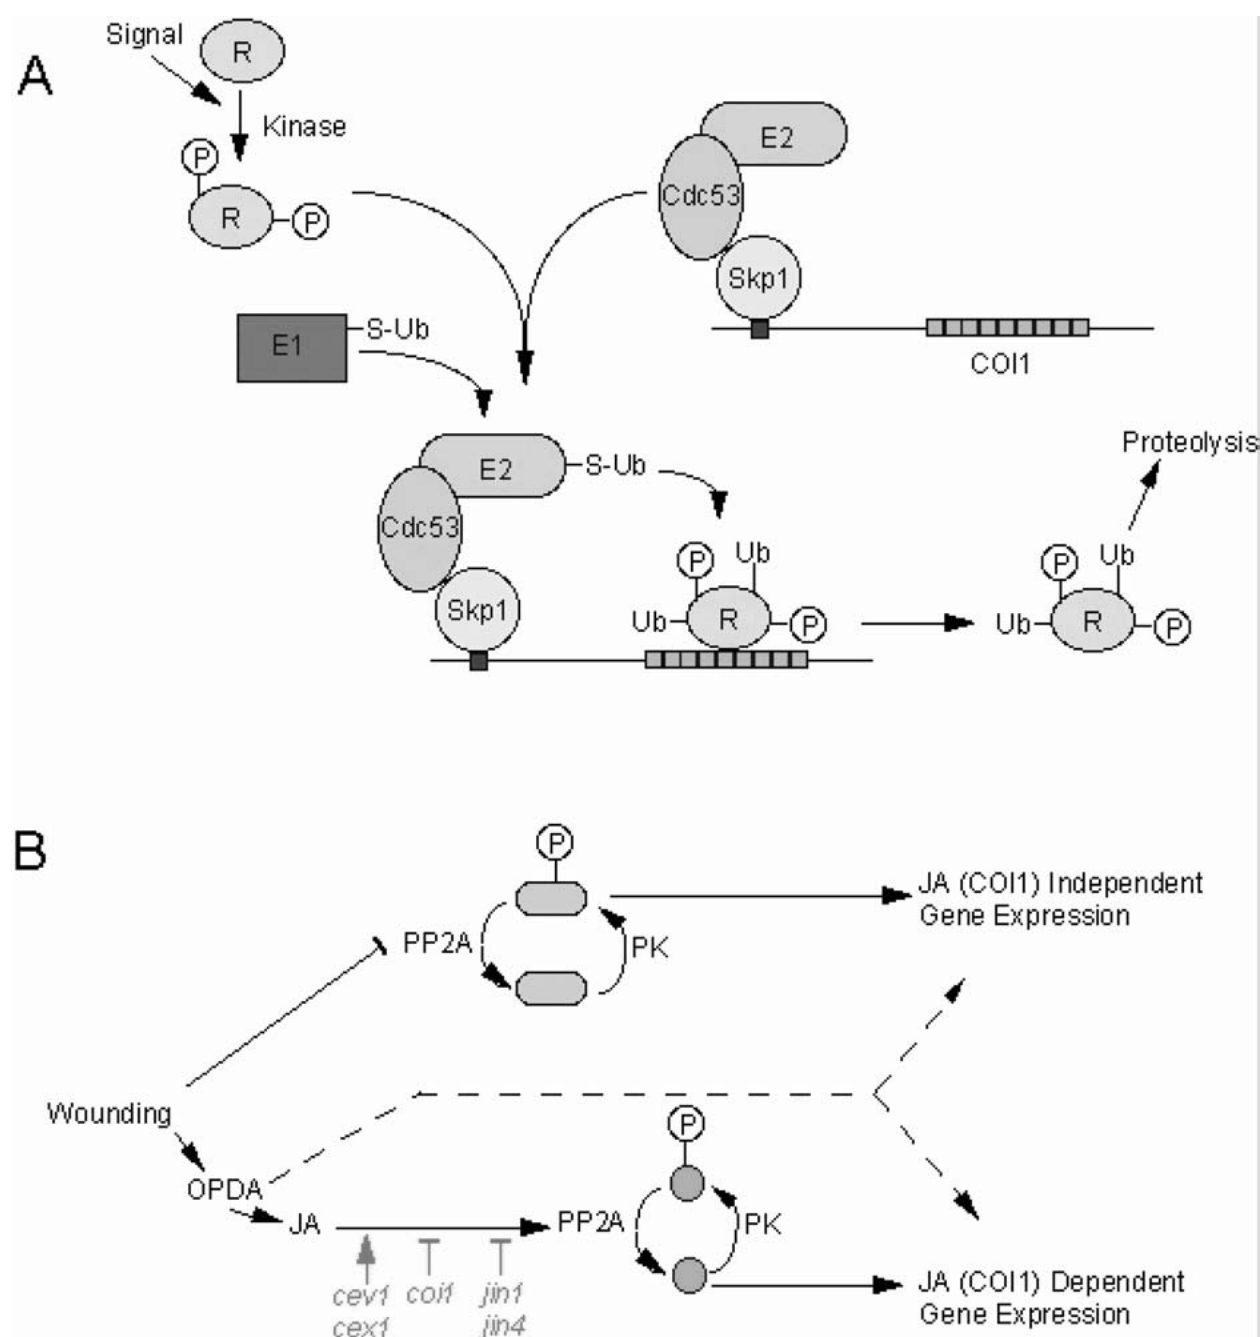 A
Signal
R
Kinase
P
R
P
E2
Cdc53
Skp1
COI1
E1
S-Ub
E2
S-Ub
Cdc53
Skp1
P
Ub
Ub
R
P
Proteolysis
P
Ub
Ub
R
P
B
P
PP2A
PK
JA (COI1) Independent
Gene Expression
Wounding
OPDA
JA
P
PP2A
PK
cev1
cex1
coi1
jin1
jin4
JA (COI1) Dependent
Gene Expression